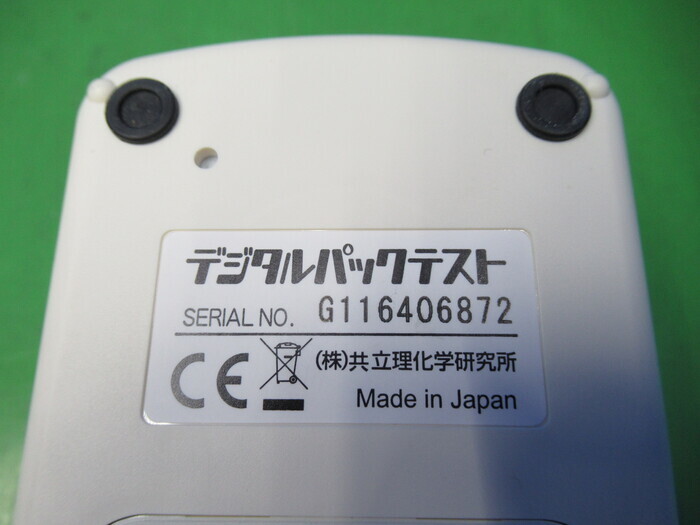 デジタルパックテスト
SERIAL NO. G116406872
CE (株)共立理化学研究所
Made in Japan